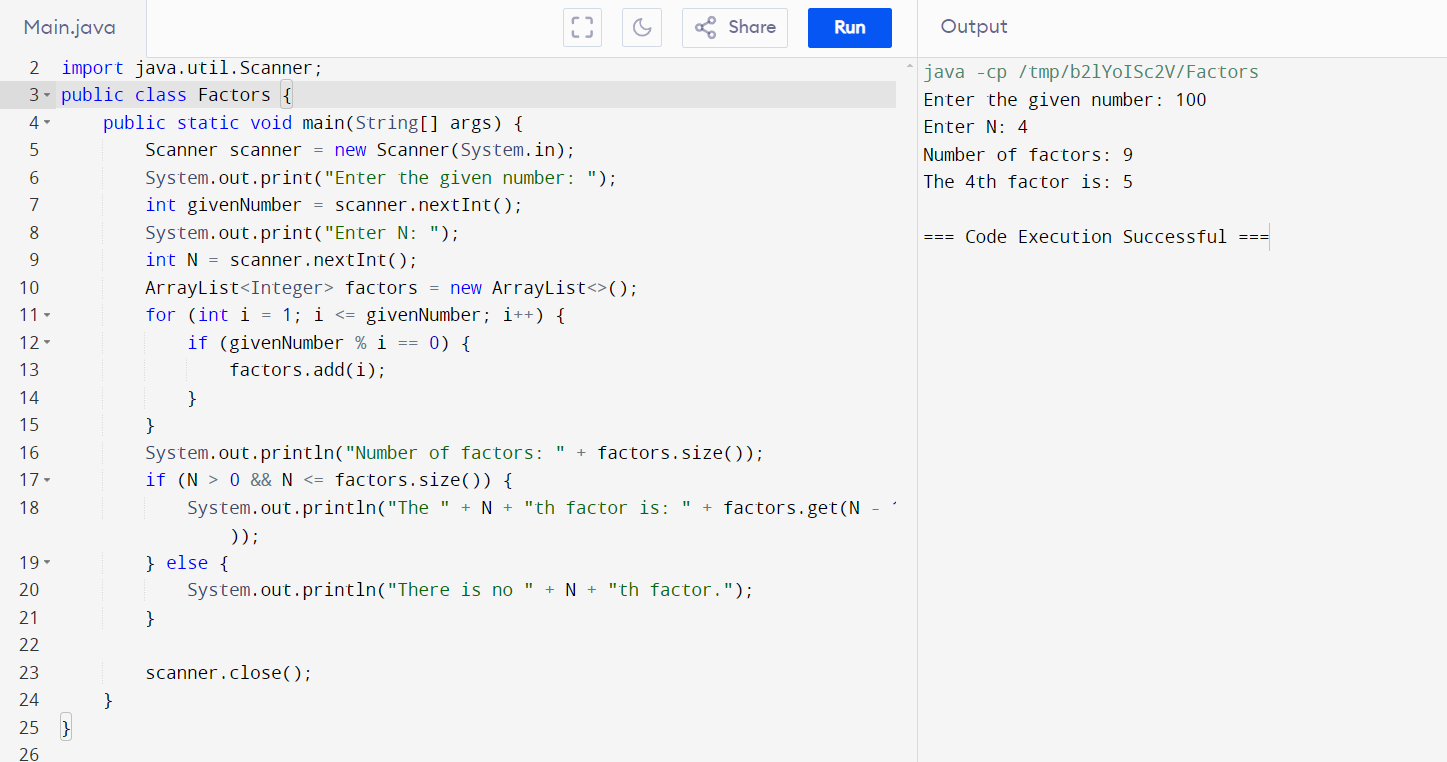 Main.java
Share
Run
Output
2 import java.util.Scanner;
3 public class Factors {
4 public static void main(String[] args) {
5 Scanner scanner = new Scanner(System.in);
6 System.out.print("Enter the given number: ");
7 int givenNumber = scanner.nextInt();
8 System.out.print("Enter N: ");
9 int N = scanner.nextInt();
10 ArrayList<Integer> factors = new ArrayList<>();
11 for (int i = 1; i <= givenNumber; i++) {
12 if (givenNumber % i == 0) {
13 factors.add(i);
14 }
15 }
16 System.out.println("Number of factors: " + factors.size());
17 if (N > 0 && N <= factors.size()) {
18 System.out.println("The " + N + "th factor is: " + factors.get(N - 1
));
19 } else {
20 System.out.println("There is no " + N + "th factor.");
21 }
22
23 scanner.close();
24 }
25 }
26
java -cp /tmp/b2lYoISc2V/Factors
Enter the given number: 100
Enter N: 4
Number of factors: 9
The 4th factor is: 5
=== Code Execution Successful ===